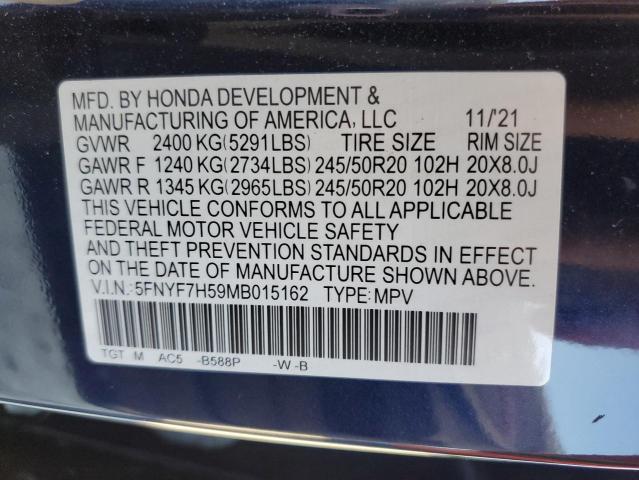 MFD. BY HONDA DEVELOPMENT &
MANUFACTURING OF AMERICA, LLC 11/'21
GVWR 2400 KG(5291LBS) TIRE SIZE RIM SIZE
GAWR F 1240 KG(2734LBS) 245/50R20 102H 20X8.0J
GAWR R 1345 KG(2965LBS) 245/50R20 102H 20X8.0J
THIS VEHICLE CONFORMS TO ALL APPLICABLE
FEDERAL MOTOR VEHICLE SAFETY
AND THEFT PREVENTION STANDARDS IN EFFECT
ON THE DATE OF MANUFACTURE SHOWN ABOVE.
V.I.N.:5FNYF7H59MB015162 TYPE:MPV
TGT M AC5 -B588P -W -B